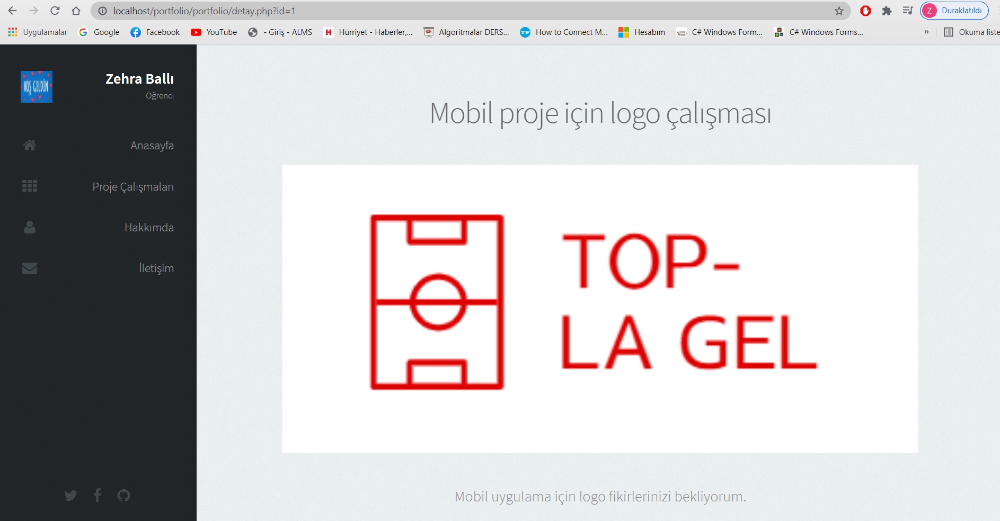 localhost/portfolio/portfolio/detay.php?id=1
Z Duraklatıldı
Uygulamalar Google Facebook YouTube - Giriş - ALMS H Hürriyet - Haberler,... Algoritmalar DERS... TP How to Connect M... Hesabım C# Windows Form... C# Windows Forms... » Okuma liste
HOŞ GELDİN
Zehra Ballı
Öğrenci
Anasayfa
Proje Çalışmaları
Hakkımda
İletişim
Mobil proje için logo çalışması
TOP-
LA GEL
Mobil uygulama için logo fikirlerinizi bekliyorum.